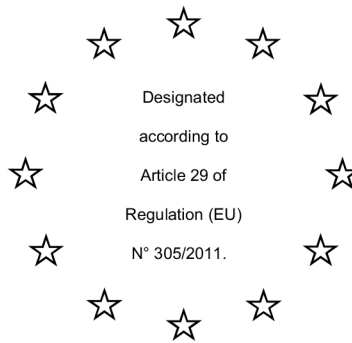 Designated
according to
Article 29 of
Regulation (EU)
N° 305/2011.